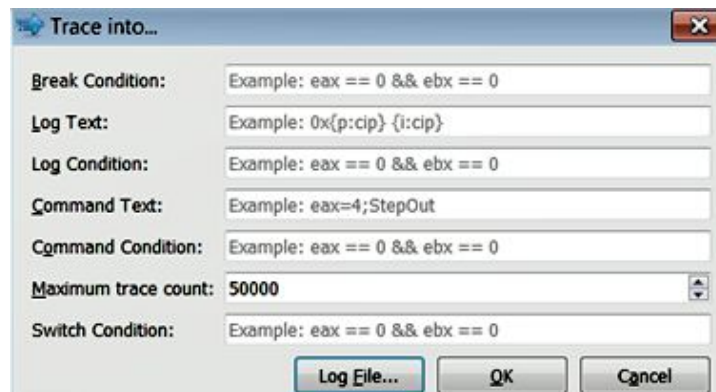 Trace into...
Break Condition: Example: eax == 0 && ebx == 0
Log Text: Example: 0x{p:cip} {i:cip}
Log Condition: Example: eax == 0 && ebx == 0
Command Text: Example: eax=4;StepOut
Command Condition: Example: eax == 0 && ebx == 0
Maximum trace count: 50000
Switch Condition: Example: eax == 0 && ebx == 0
Log File... OK Cancel